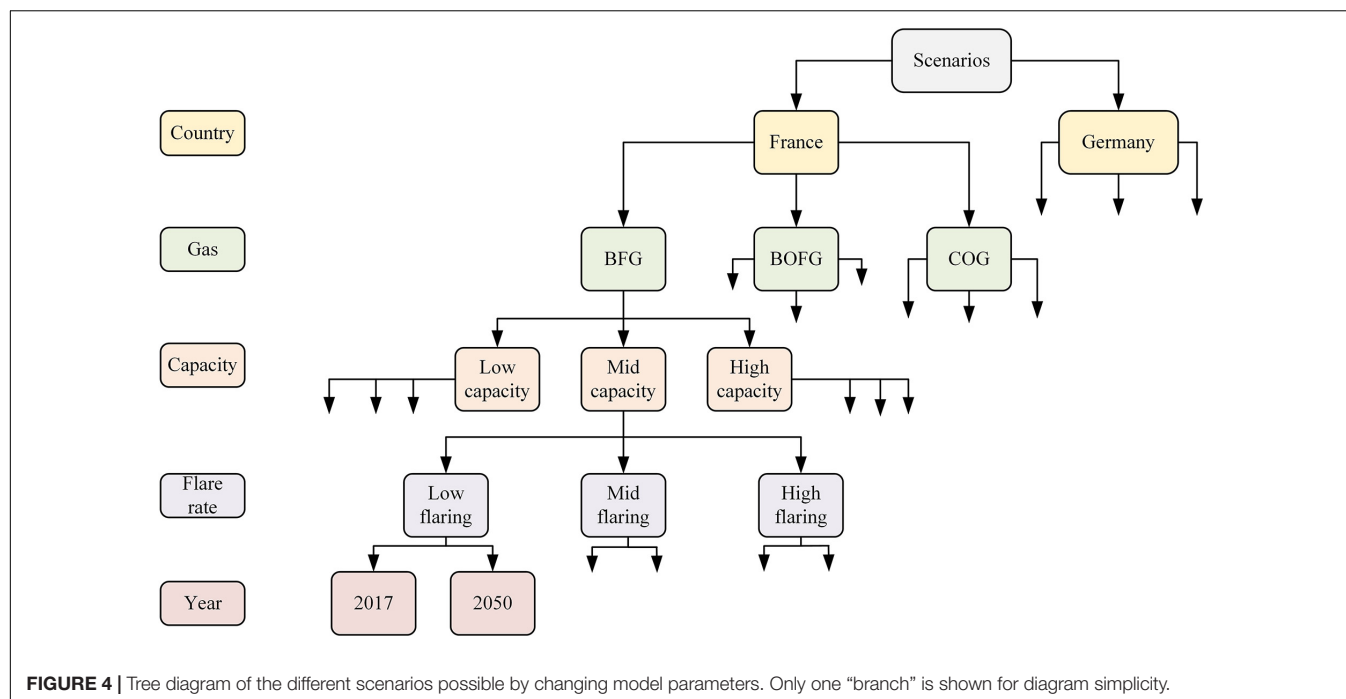 Scenarios
Country
France
Germany
Gas
BFG
BOFG
COG
Capacity
Low
capacity
Mid
capacity
High
capacity
Flare
rate
Low
flaring
Mid
flaring
High
flaring
Year
2017
2050
FIGURE 4 | Tree diagram of the different scenarios possible by changing model parameters. Only one “branch” is shown for diagram simplicity.